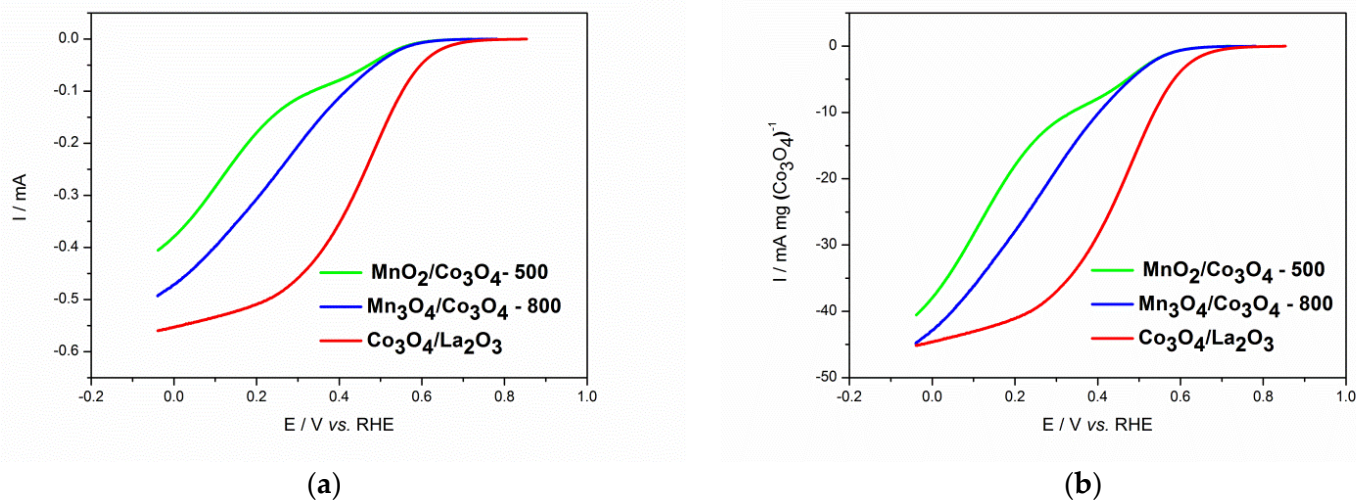 0.0
-0.1
-0.2
-0.3
-0.4
-0.5
-0.6
I / mA
MnO2/Co3O4- 500
Mn3O4/Co3O4 - 800
Co3O4/La2O3
-0.2 0.0 0.2 0.4 0.6 0.8 1.0
E / V vs. RHE
(a)
0
-10
-20
-30
-40
-50
I / mA mg (Co3O4)-1
MnO2/Co3O4 - 500
Mn3O4/Co3O4 - 800
Co3O4/La2O3
-0.2 0.0 0.2 0.4 0.6 0.8 1.0
E / V vs. RHE
(b)